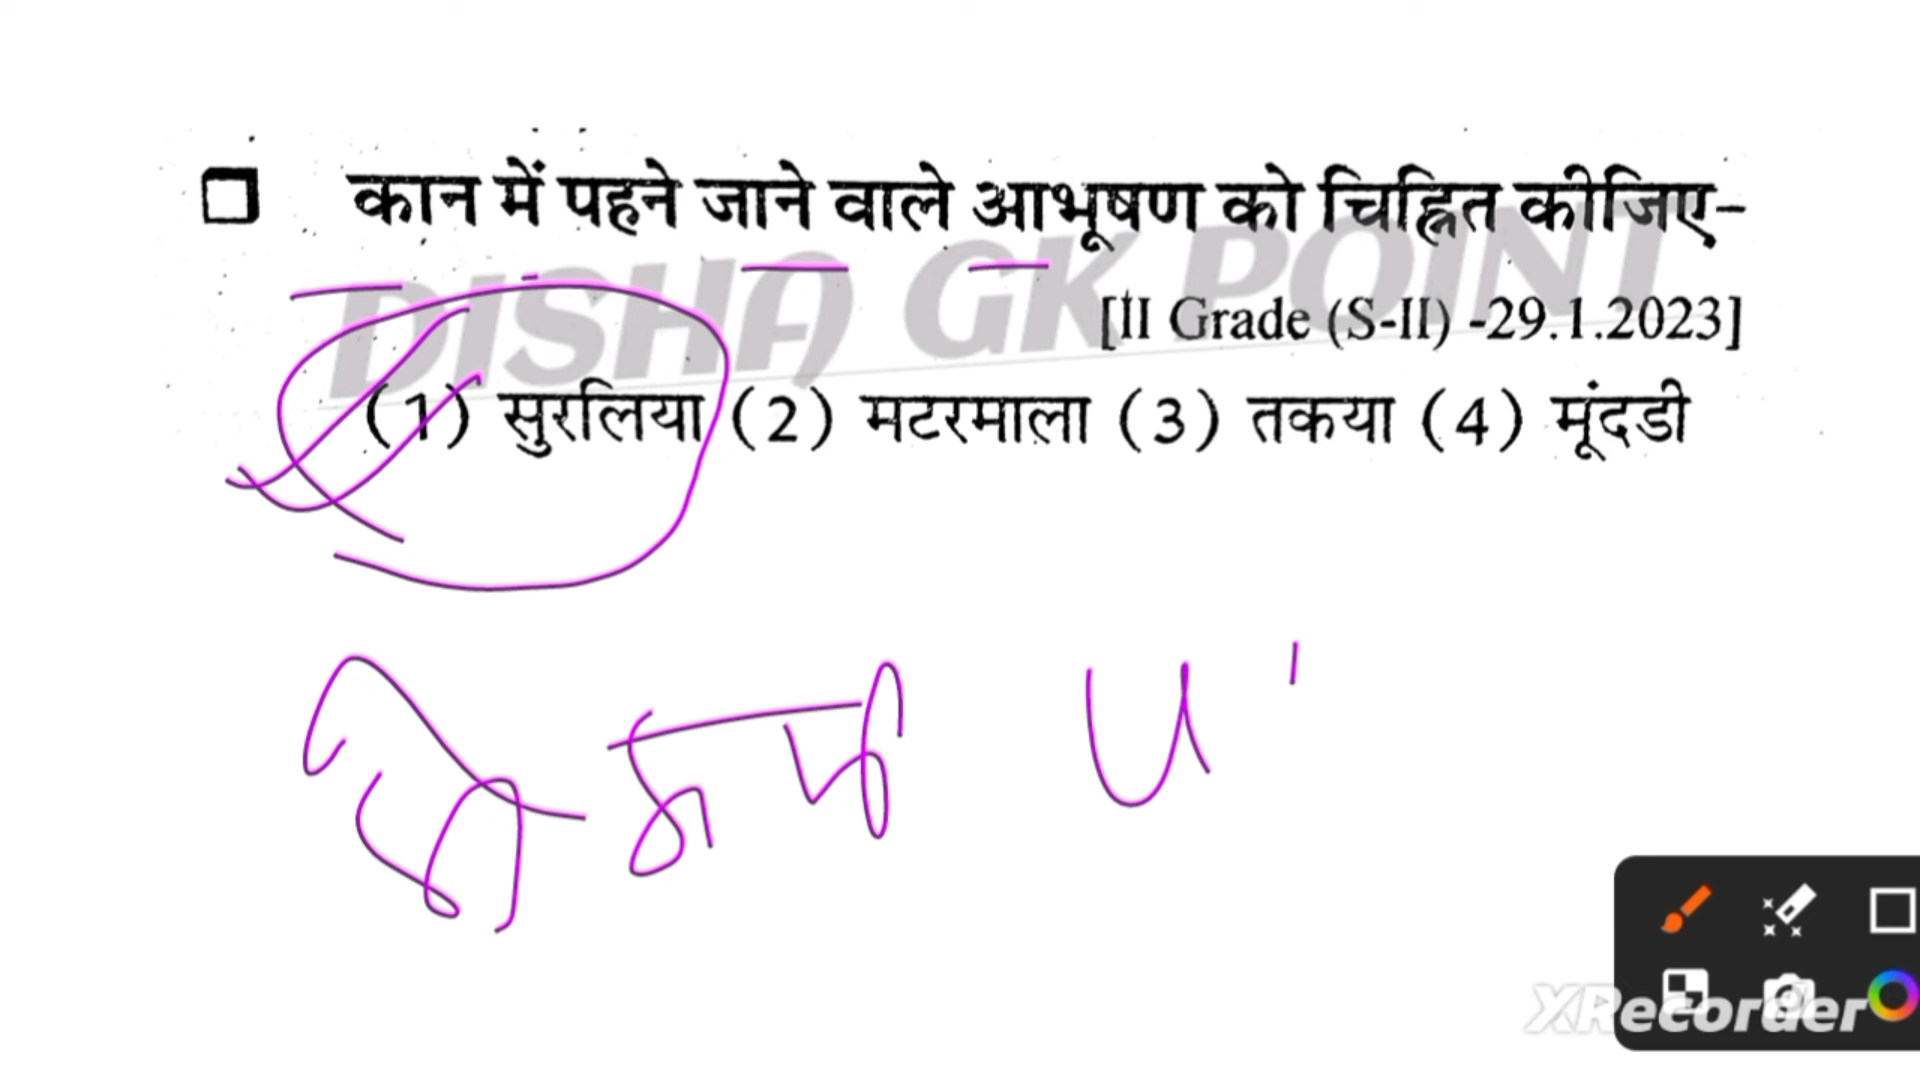 कान में पहने जाने वाले आभूषण को चिह्नित कीजिए–
DISHA GK POINT
[II Grade (S-II) -29.1.2023]
(1) सुरलिया (2) मटरमाला (3) तकया (4) मूंदडी
XRecorder